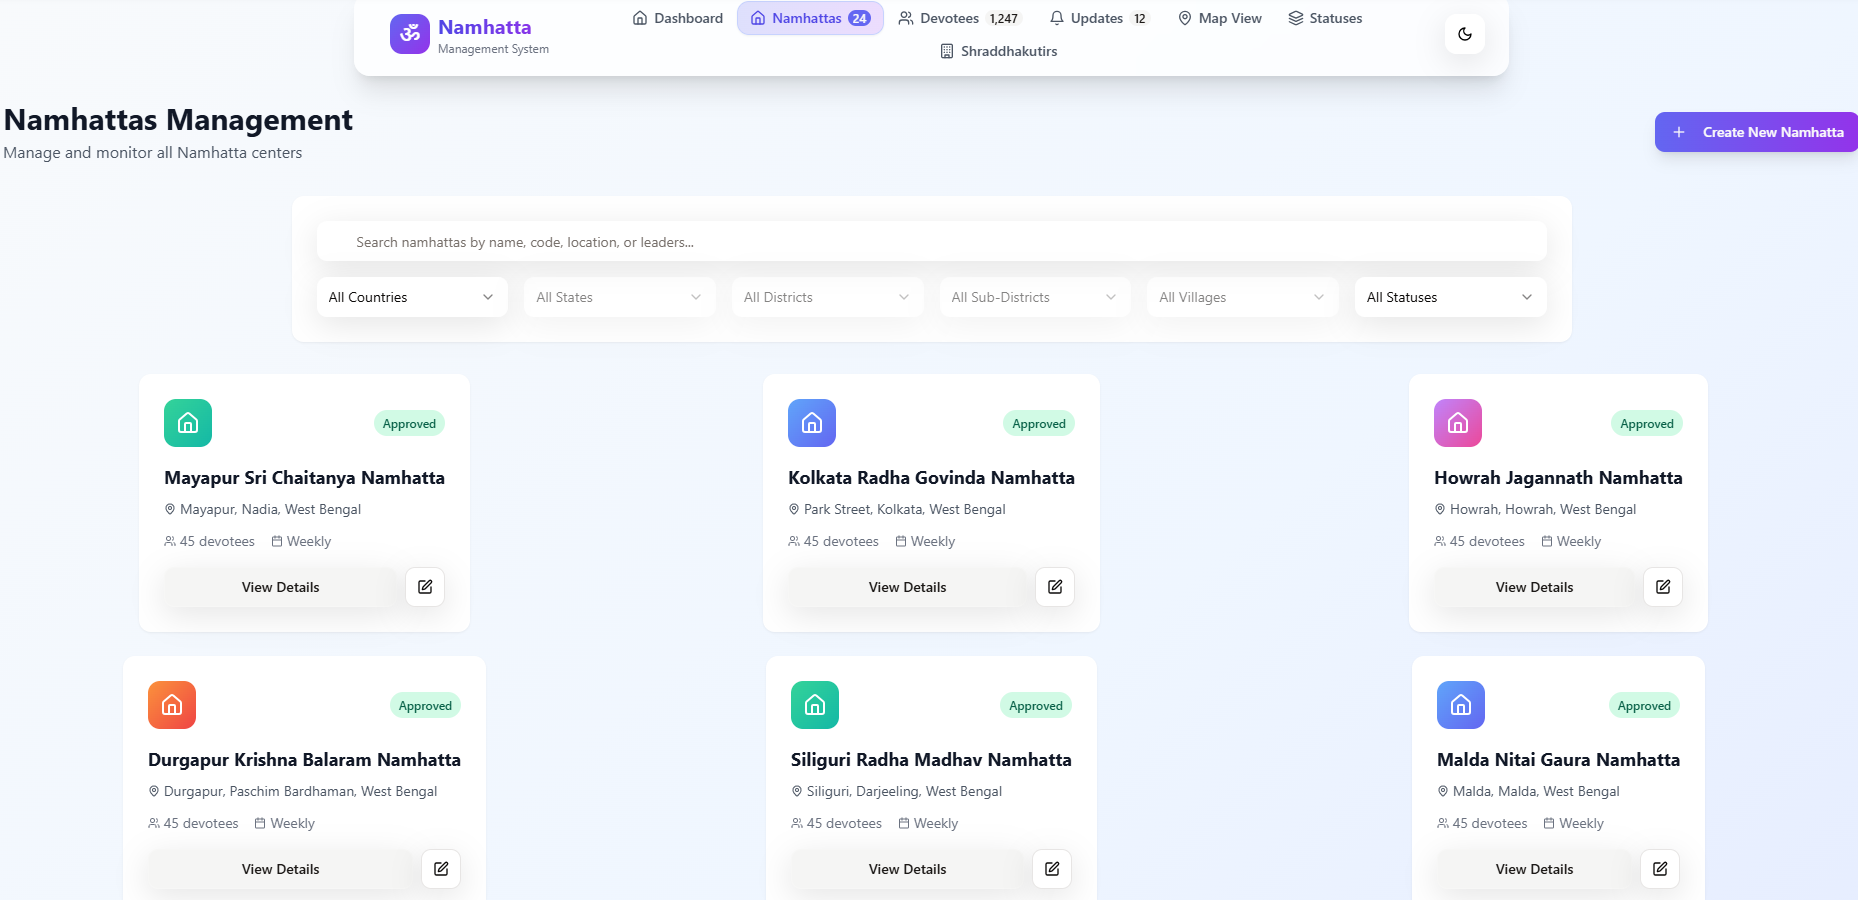 ॐ
Namhatta
Management System
Dashboard
Namhattas 24
Devotees 1,247
Updates 12
Map View
Statuses
Shraddhakutirs
Namhattas Management
Manage and monitor all Namhatta centers
Create New Namhatta
Search namhattas by name, code, location, or leaders...
All Countries
All States
All Districts
All Sub-Districts
All Villages
All Statuses
Approved
Mayapur Sri Chaitanya Namhatta
Mayapur, Nadia, West Bengal
45 devotees Weekly
View Details
Approved
Kolkata Radha Govinda Namhatta
Park Street, Kolkata, West Bengal
45 devotees Weekly
View Details
Approved
Howrah Jagannath Namhatta
Howrah, Howrah, West Bengal
45 devotees Weekly
View Details
Approved
Durgapur Krishna Balaram Namhatta
Durgapur, Paschim Bardhaman, West Bengal
45 devotees Weekly
View Details
Approved
Siliguri Radha Madhav Namhatta
Siliguri, Darjeeling, West Bengal
45 devotees Weekly
View Details
Approved
Malda Nitai Gaura Namhatta
Malda, Malda, West Bengal
45 devotees Weekly
View Details